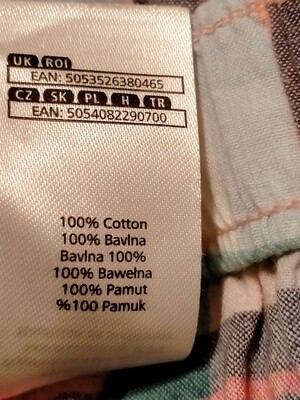 UK ROI
EAN: 5053526380465
CZ SK PL H TR
EAN: 5054082290700
100% Cotton
100% Bavlna
Bavlna 100%
100% Bawełna
100% Pamut
%100 Pamuk